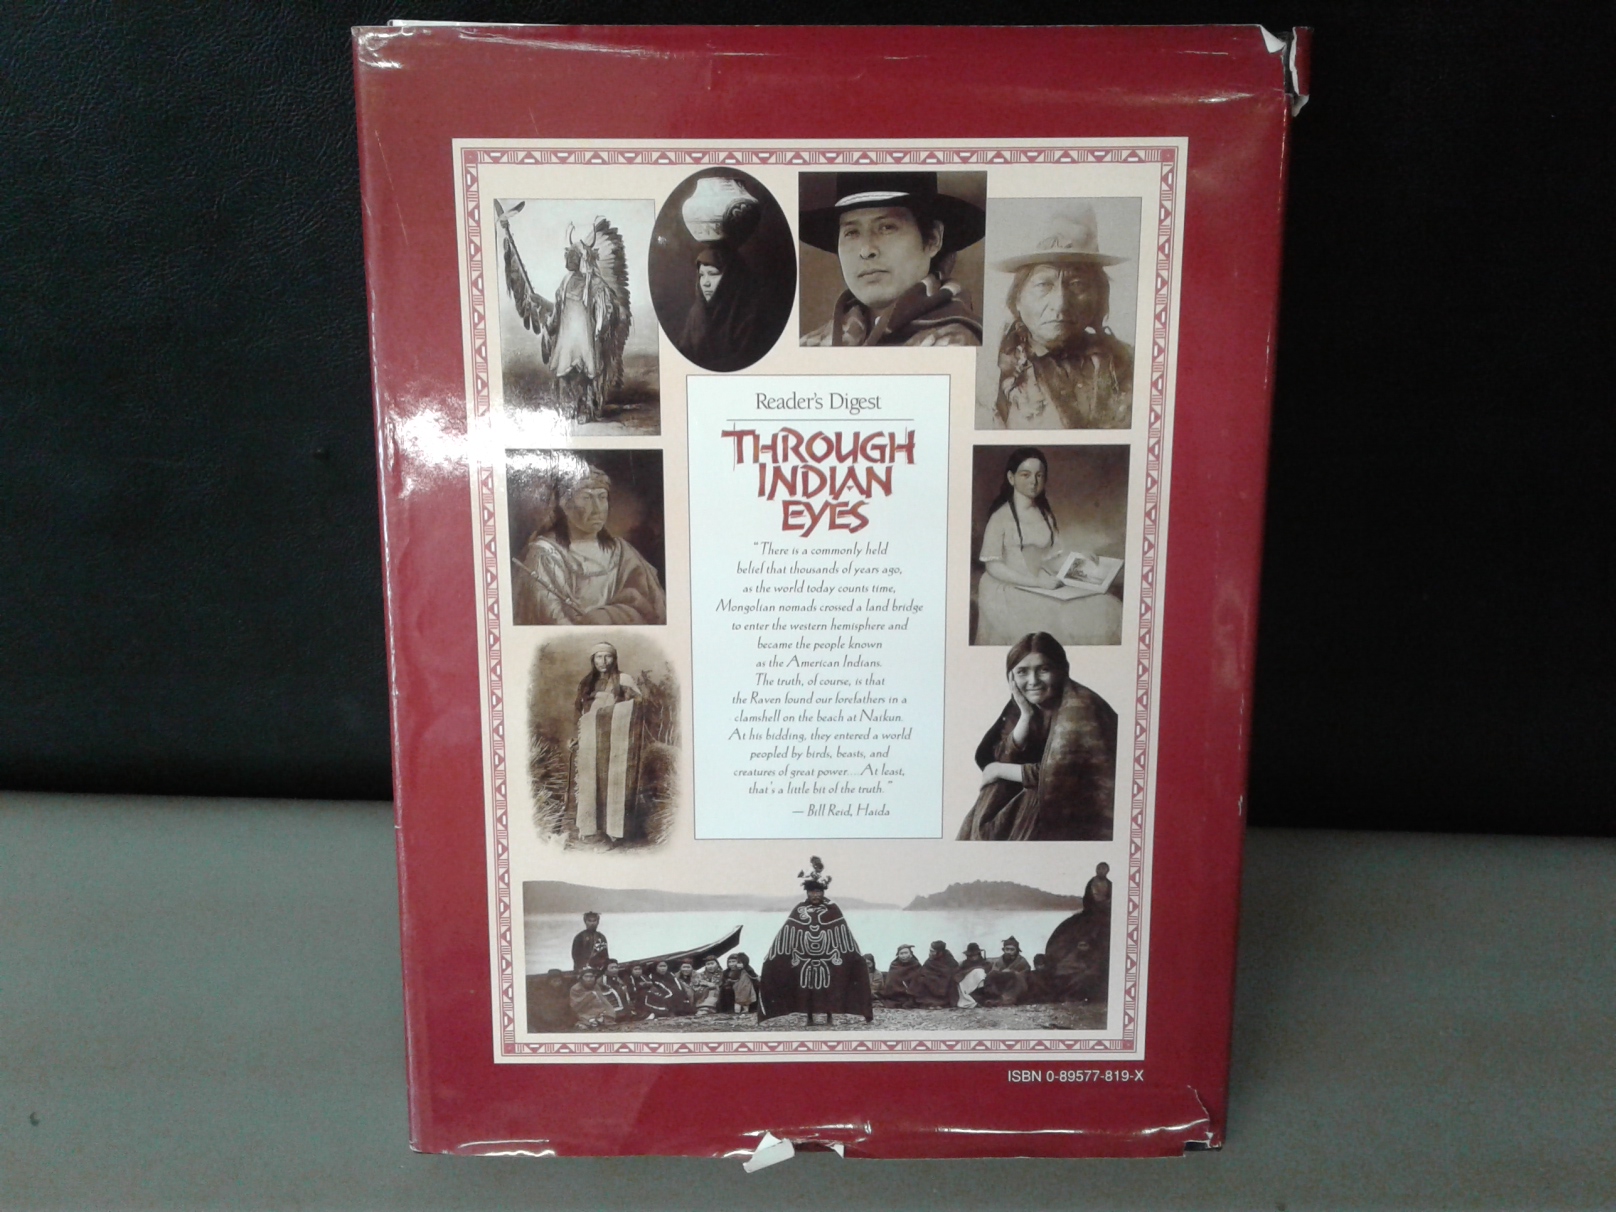 Reader's Digest
THROUGH
INDIAN
EYES
"There is a commonly held
belief that thousands of years ago,
as the world today counts time,
Mongolian nomads crossed a land bridge
to enter the western hemisphere and
became the people known
as the American Indians.
The truth, of course, is that
the Raven found our forefathers in a
clamshell on the beach at Naikun.
At his bidding, they entered a world
peopled by birds, beasts, and
creatures of great power....At least,
that's a little bit of the truth."
— Bill Reid, Haida
ISBN 0-89577-819-X